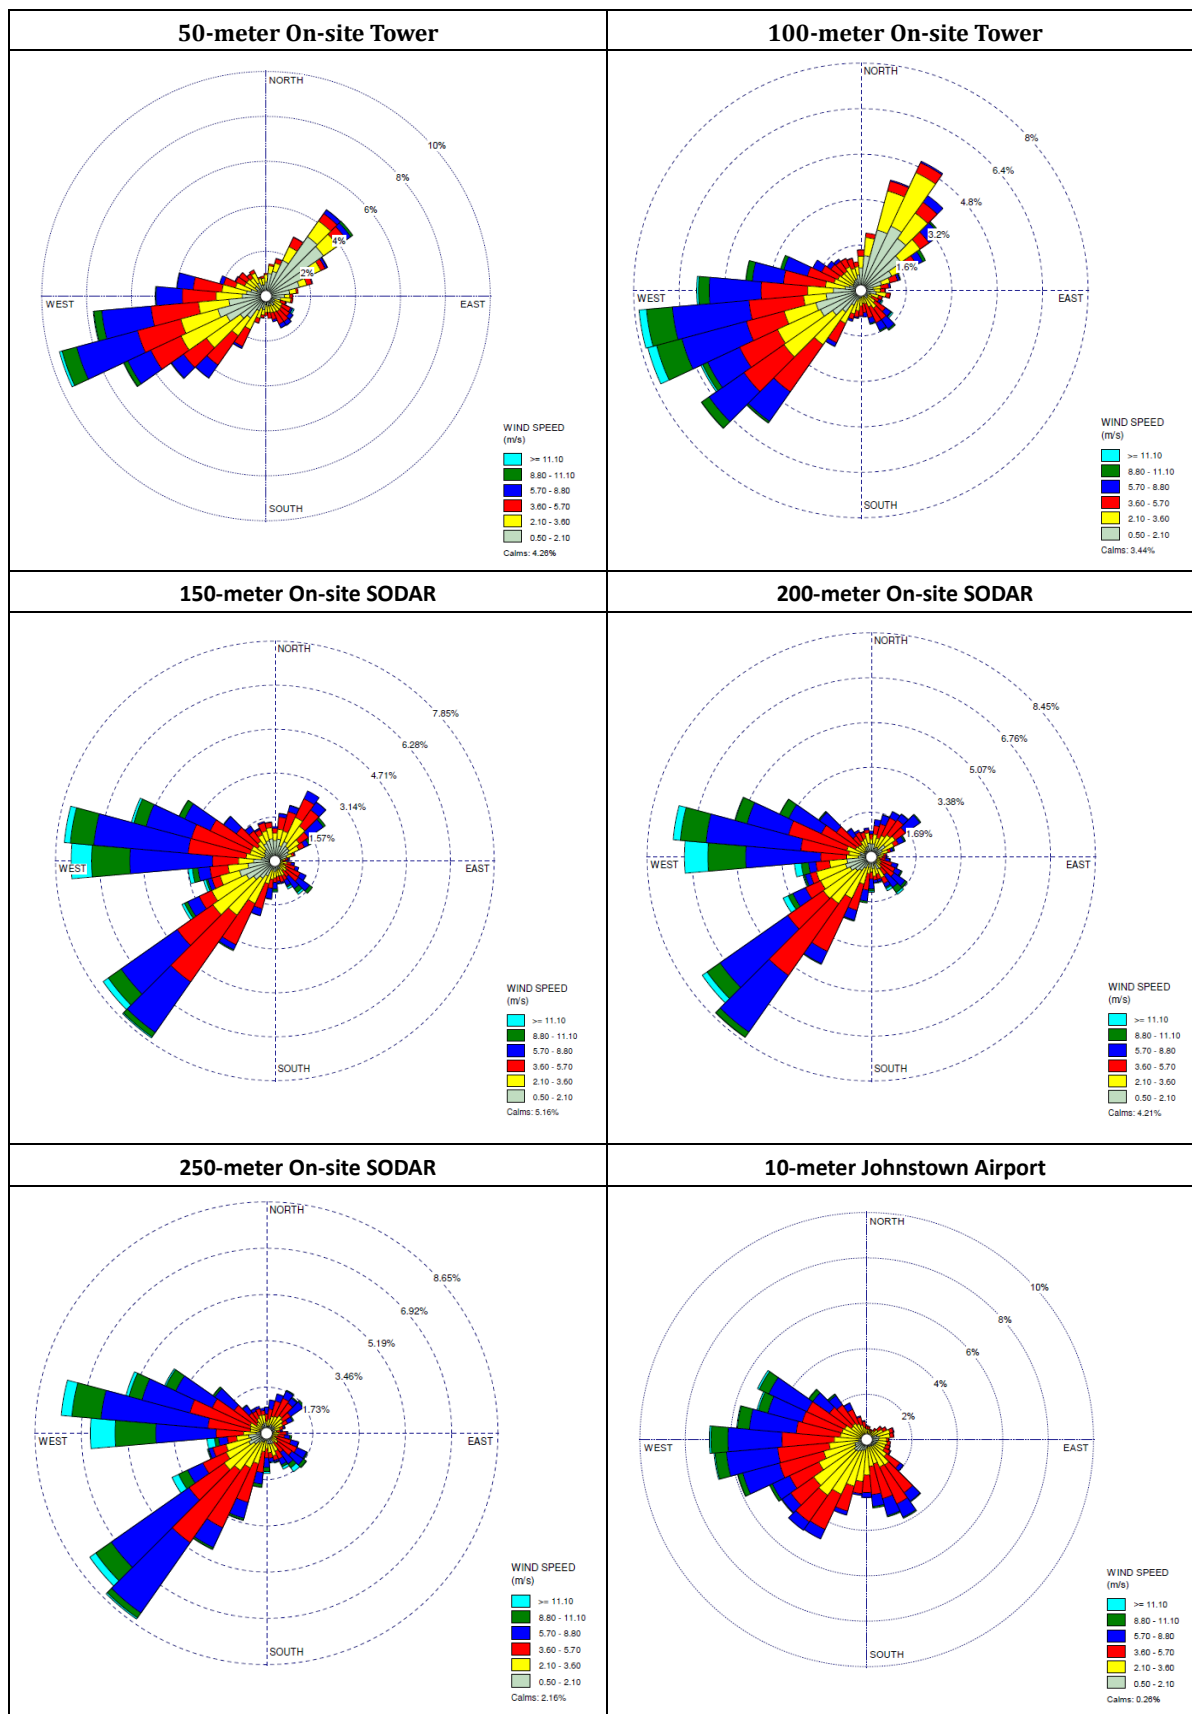 50-meter On-site Tower
100-meter On-site Tower
NORTH
10%
8%
6%
4%
2%
WEST
EAST
SOUTH
WIND SPEED
(m/s)
>= 11.10
8.80 - 11.10
5.70 - 8.80
3.60 - 5.70
2.10 - 3.60
0.50 - 2.10
Calms: 4.26%
NORTH
8%
6.4%
4.8%
3.2%
1.6%
WEST
EAST
SOUTH
WIND SPEED
(m/s)
>= 11.10
8.80 - 11.10
5.70 - 8.80
3.60 - 5.70
2.10 - 3.60
0.50 - 2.10
Calms: 3.44%
150-meter On-site SODAR
200-meter On-site SODAR
NORTH
7.85%
6.28%
4.71%
3.14%
1.57%
WEST
EAST
SOUTH
WIND SPEED
(m/s)
>= 11.10
8.80 - 11.10
5.70 - 8.80
3.60 - 5.70
2.10 - 3.60
0.50 - 2.10
Calms: 5.16%
NORTH
8.45%
6.76%
5.07%
3.38%
1.69%
WEST
EAST
SOUTH
WIND SPEED
(m/s)
>= 11.10
8.80 - 11.10
5.70 - 8.80
3.60 - 5.70
2.10 - 3.60
0.50 - 2.10
Calms: 4.21%
250-meter On-site SODAR
10-meter Johnstown Airport
NORTH
8.65%
6.92%
5.19%
3.46%
1.73%
WEST
EAST
SOUTH
WIND SPEED
(m/s)
>= 11.10
8.80 - 11.10
5.70 - 8.80
3.60 - 5.70
2.10 - 3.60
0.50 - 2.10
Calms: 2.16%
NORTH
10%
8%
6%
4%
2%
WEST
EAST
SOUTH
WIND SPEED
(m/s)
>= 11.10
8.80 - 11.10
5.70 - 8.80
3.60 - 5.70
2.10 - 3.60
0.50 - 2.10
Calms: 0.26%